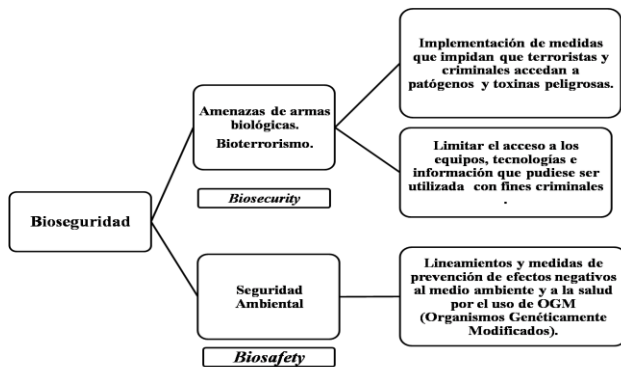 Bioseguridad
Amenazas de armas
biológicas.
Bioterrorismo.
Biosecurity
Implementación de medidas
que impidan que terroristas y
criminales accedan a
patógenos y toxinas peligrosas.
Limitar el acceso a los
equipos, tecnologías e
información que pudiese ser
utilizada con fines criminales
.
Seguridad
Ambiental
Biosafety
Lineamientos y medidas de
prevención de efectos negativos
al medio ambiente y a la salud
por el uso de OGM
(Organismos Genéticamente
Modificados).